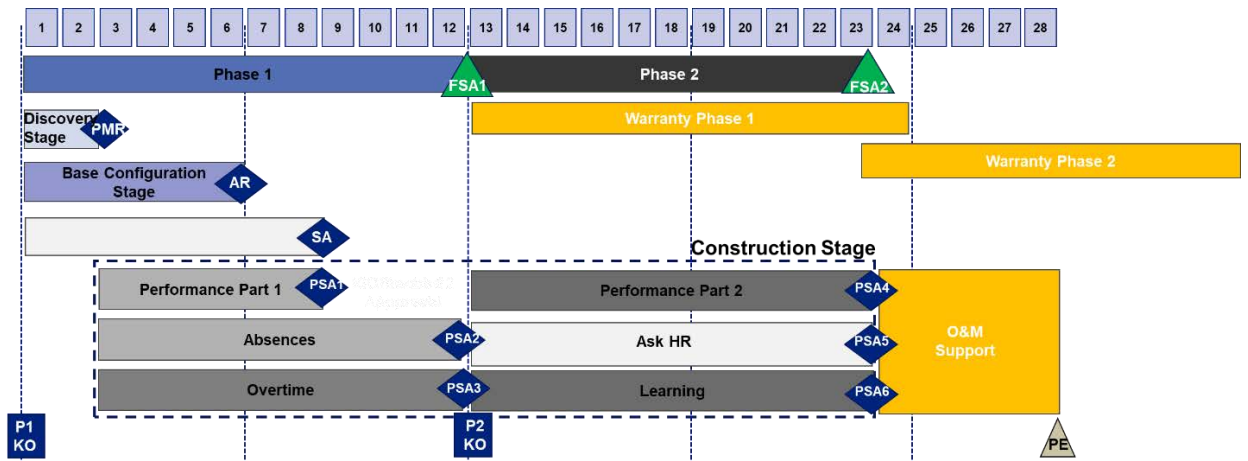 1 2 3 4 5 6 7 8 9 10 11 12 13 14 15 16 17 18 19 20 21 22 23 24 25 26 27 28
Phase 1
FSA1
Phase 2
FSA2
Discovery
Stage
PMR
Warranty Phase 1
Warranty Phase 2
Base Configuration
Stage
AR
SA
Construction Stage
Performance Part 1
PSA1
Performance Part 2
PSA4
Absences
PSA2
Ask HR
PSA5
O&M
Support
Overtime
PSA3
Learning
PSA6
P1
KO
P2
KO
PE